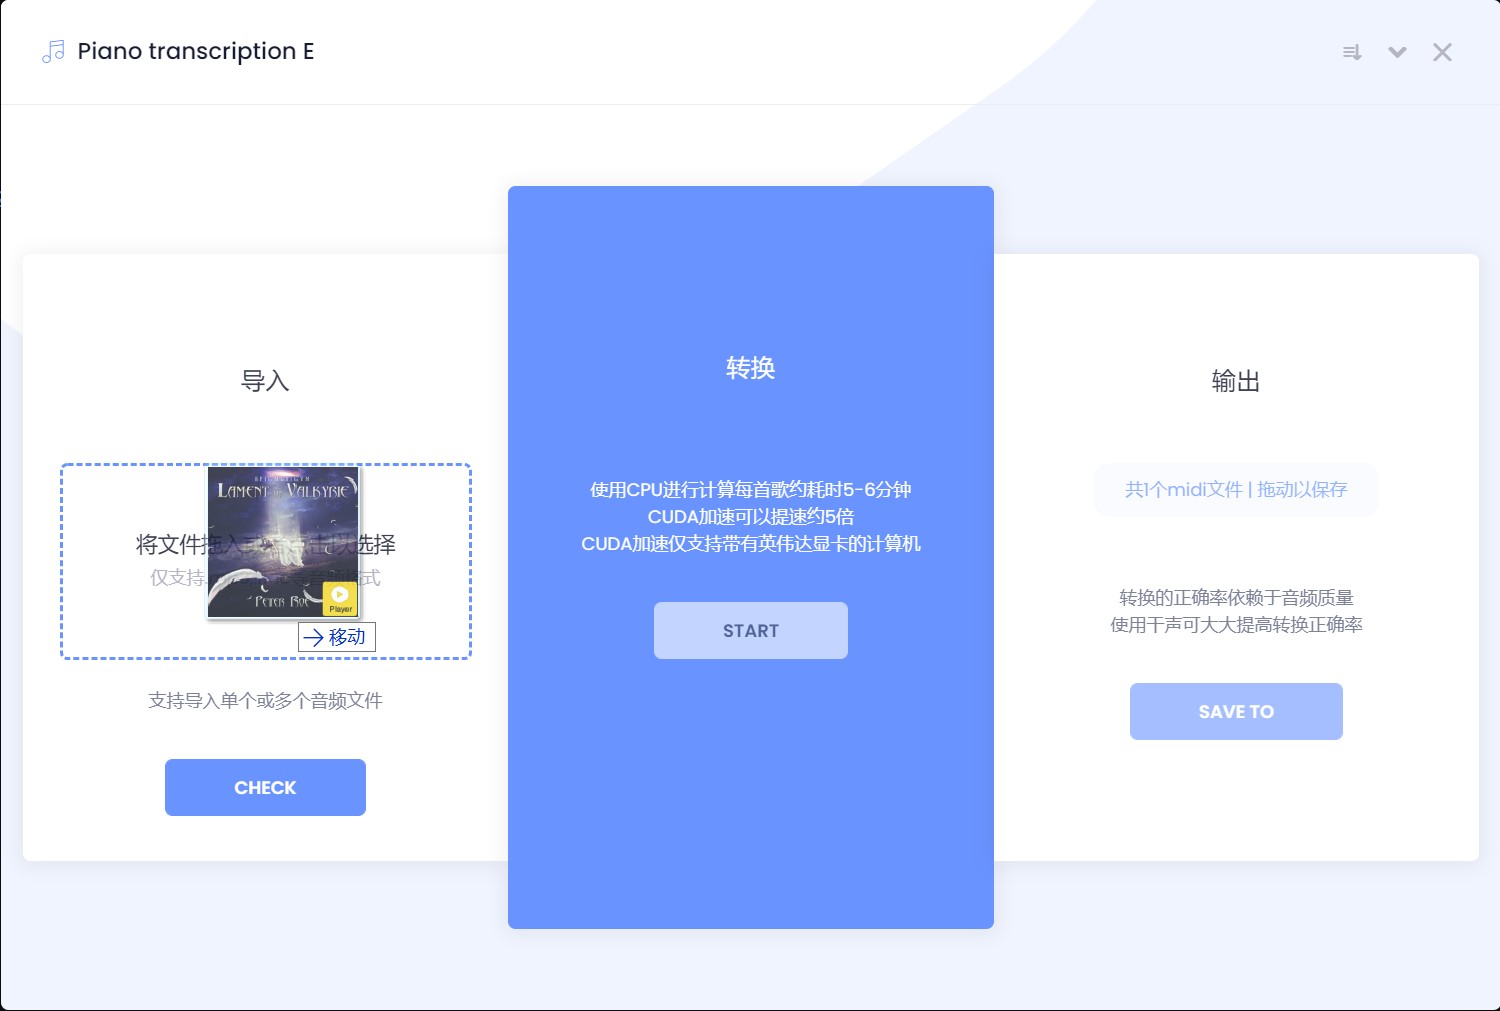 Piano transcription E
导入
将文件拖入或点击以选择
仅支持
格式
LAMENT OF VALKYRIE
PETER ROE
Player
移动
支持导入单个或多个音频文件
CHECK
转换
使用CPU进行计算每首歌约耗时5-6分钟
CUDA加速可以提速约5倍
CUDA加速仅支持带有英伟达显卡的计算机
START
输出
共1个midi文件 | 拖动以保存
转换的正确率依赖于音频质量
使用干声可大大提高转换正确率
SAVE TO